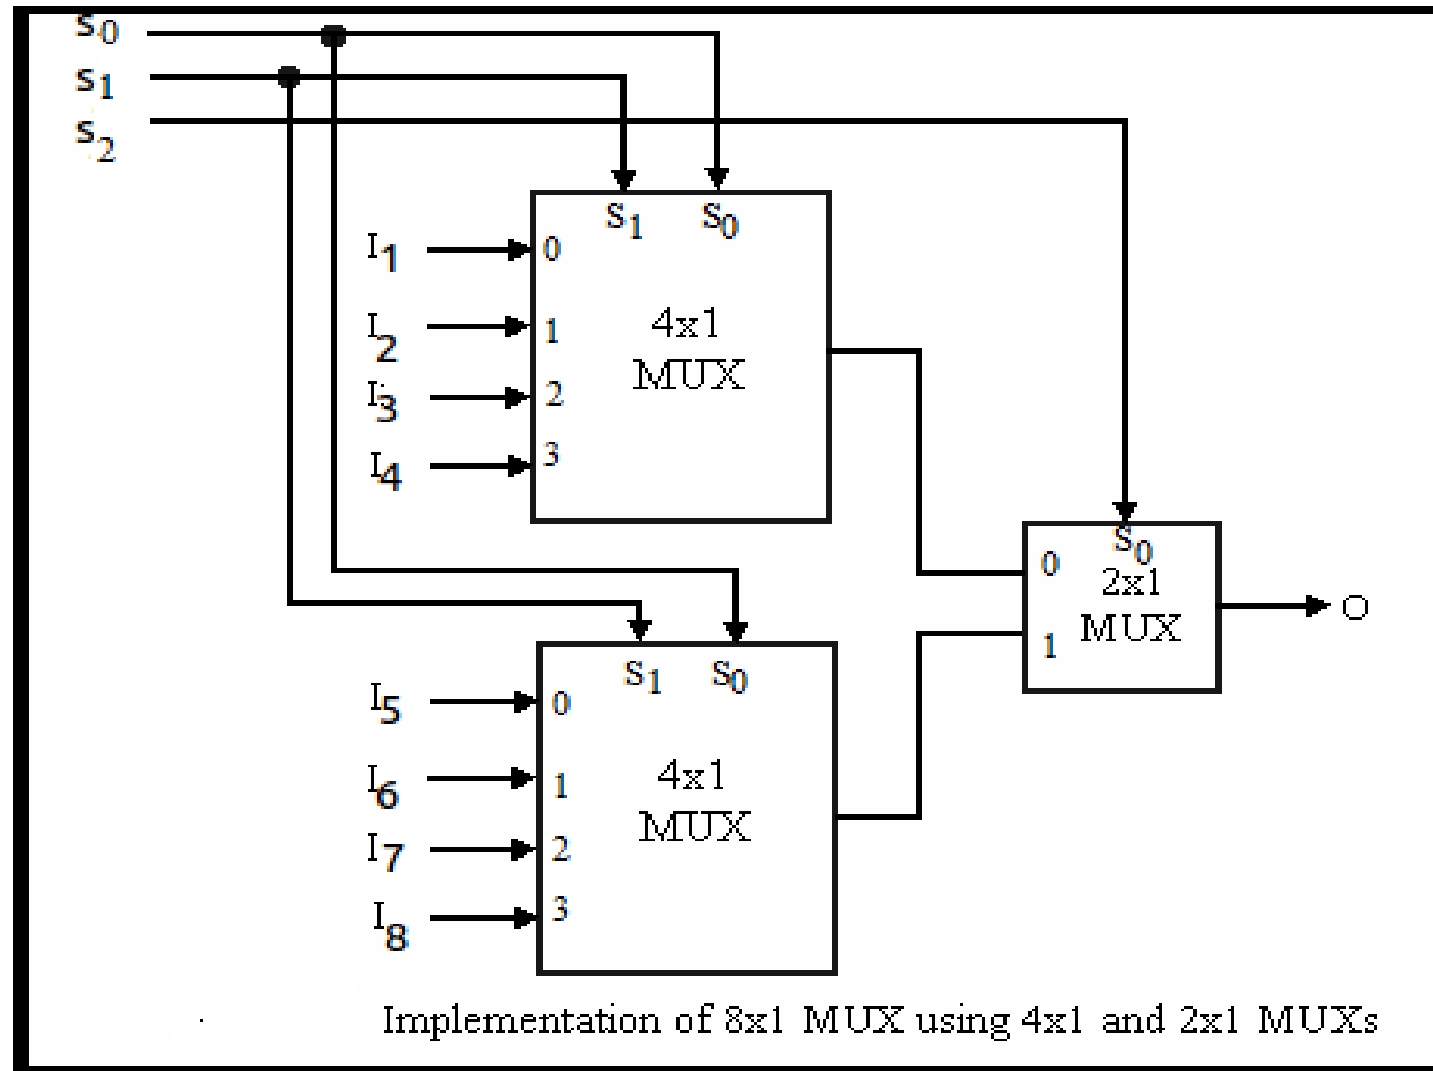 S0
S1
S2
S1 S0
I1
0
I2
1
4x1
MUX
I3
2
I4
3
S0
0
2x1
MUX
1
O
S1 S0
I5
0
I6
1
4x1
MUX
I7
2
I8
3
Implementation of 8x1 MUX using 4x1 and 2x1 MUXs